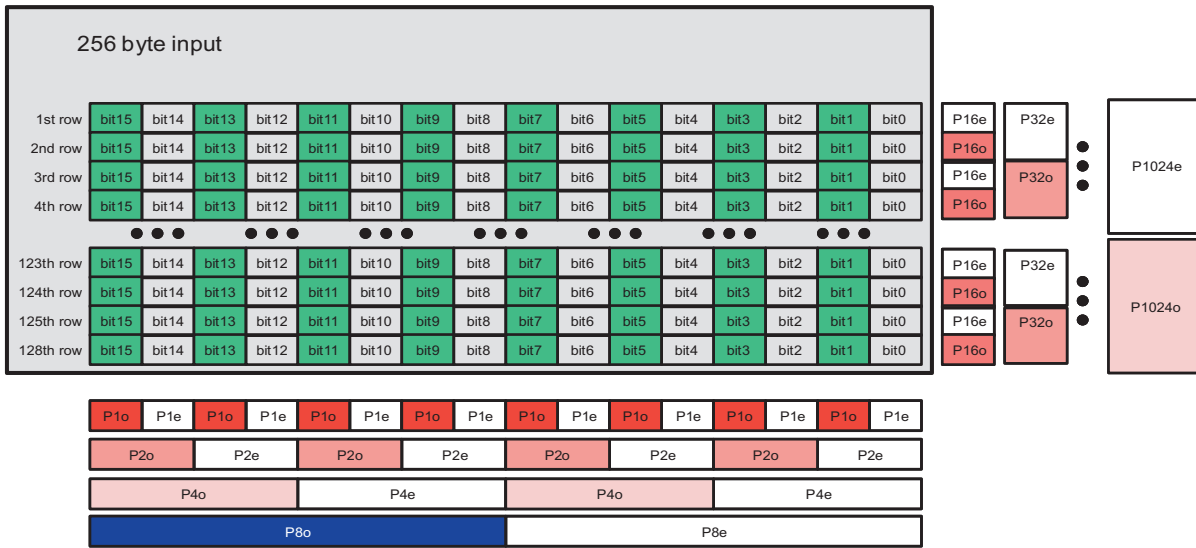 256 byte input
1st row bit15 bit14 bit13 bit12 bit11 bit10 bit9 bit8 bit7 bit6 bit5 bit4 bit3 bit2 bit1 bit0 P16e P32e
2nd row bit15 bit14 bit13 bit12 bit11 bit10 bit9 bit8 bit7 bit6 bit5 bit4 bit3 bit2 bit1 bit0 P16o
3rd row bit15 bit14 bit13 bit12 bit11 bit10 bit9 bit8 bit7 bit6 bit5 bit4 bit3 bit2 bit1 bit0 P16e P32o P1024e
4th row bit15 bit14 bit13 bit12 bit11 bit10 bit9 bit8 bit7 bit6 bit5 bit4 bit3 bit2 bit1 bit0 P16o
123th row bit15 bit14 bit13 bit12 bit11 bit10 bit9 bit8 bit7 bit6 bit5 bit4 bit3 bit2 bit1 bit0 P16e P32e
124th row bit15 bit14 bit13 bit12 bit11 bit10 bit9 bit8 bit7 bit6 bit5 bit4 bit3 bit2 bit1 bit0 P16o
125th row bit15 bit14 bit13 bit12 bit11 bit10 bit9 bit8 bit7 bit6 bit5 bit4 bit3 bit2 bit1 bit0 P16e P32o P1024o
128th row bit15 bit14 bit13 bit12 bit11 bit10 bit9 bit8 bit7 bit6 bit5 bit4 bit3 bit2 bit1 bit0 P16o
P1o P1e P1o P1e P1o P1e P1o P1e P1o P1e P1o P1e P1o P1e P1o P1e
P2o P2e P2o P2e P2o P2e P2o P2e
P4o P4e P4o P4e
P8o P8e